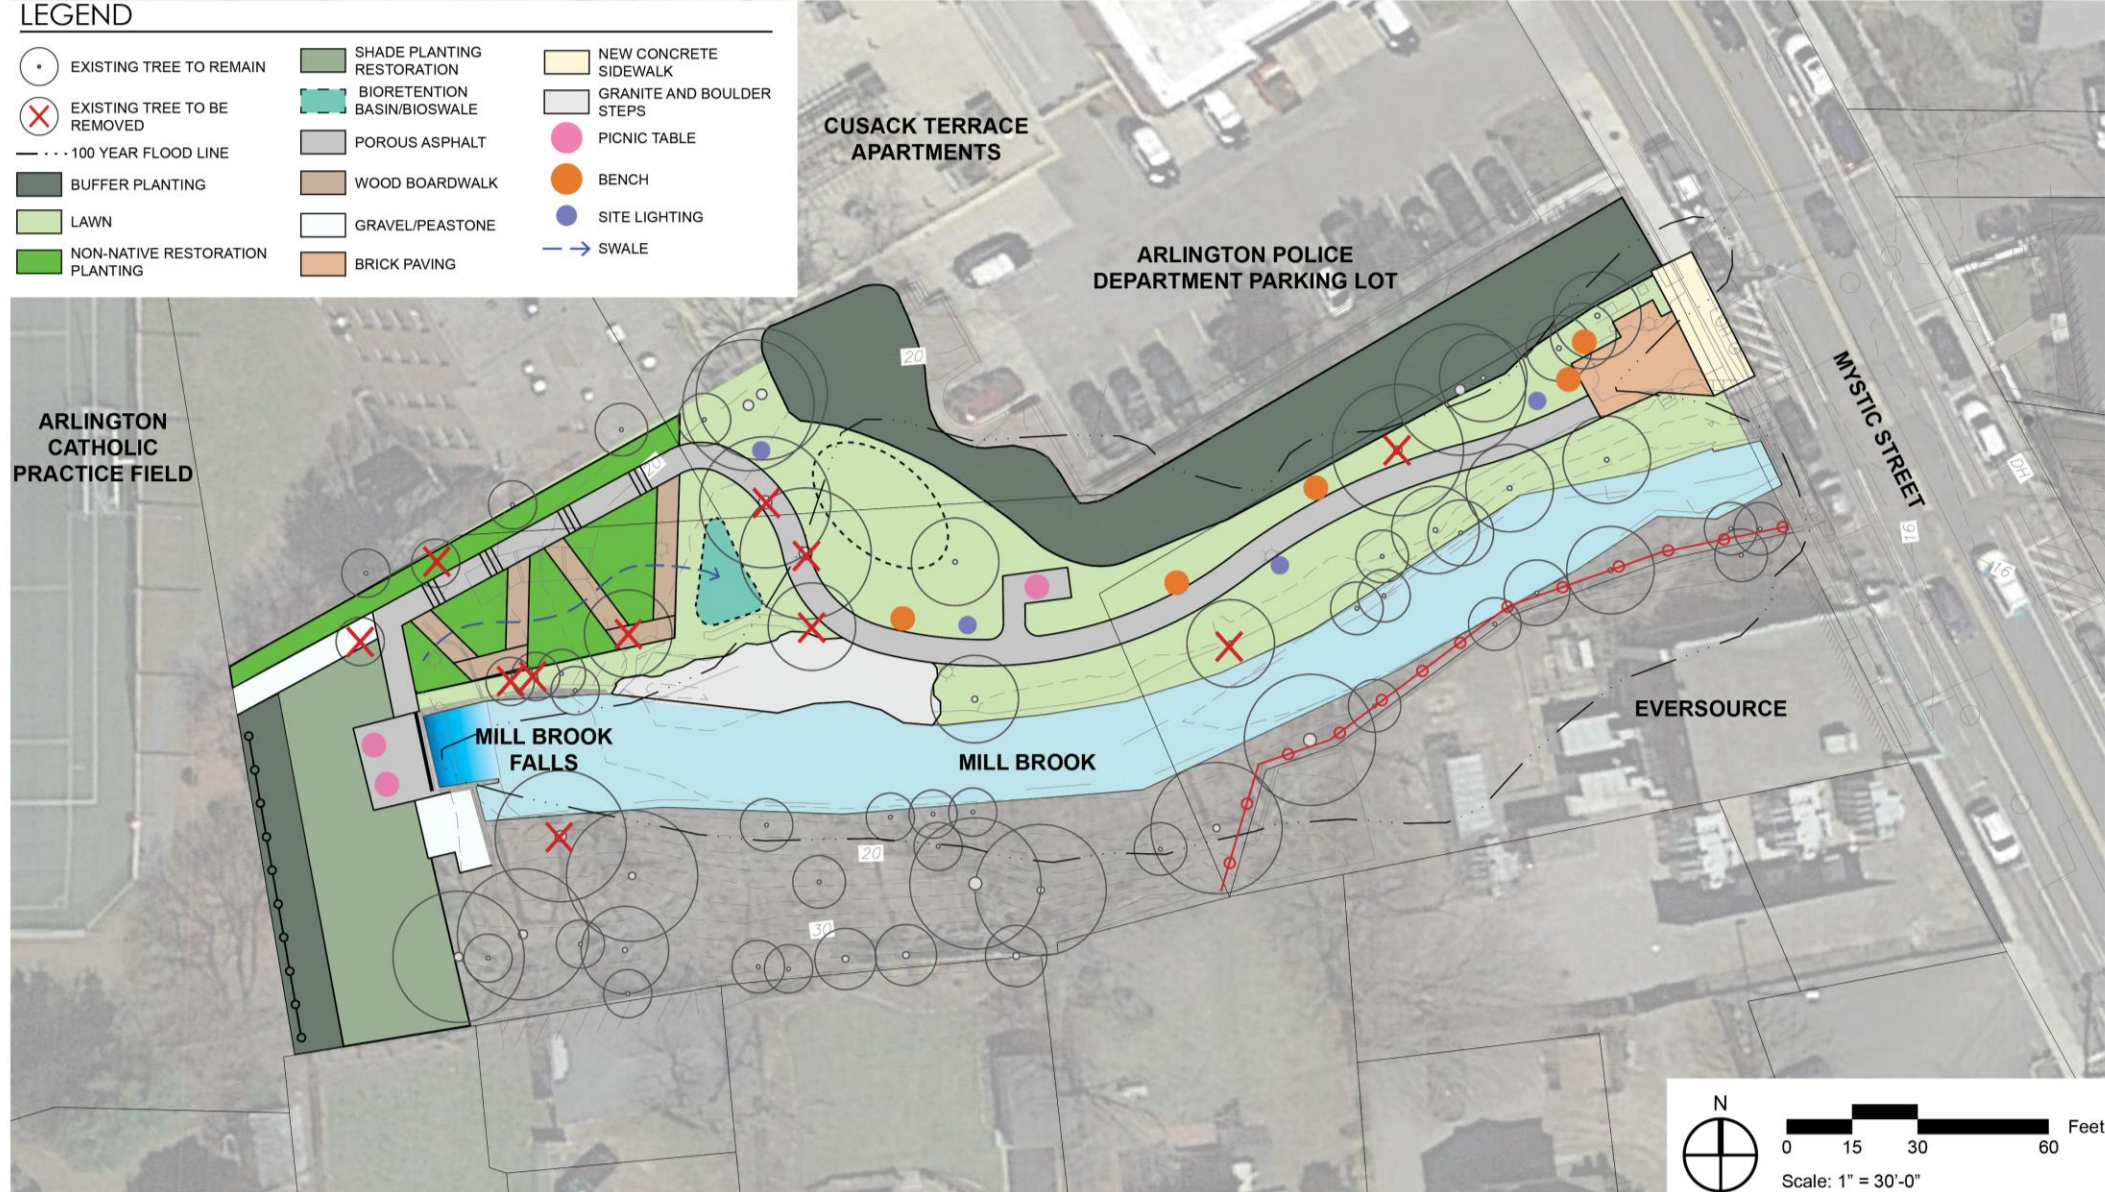 LEGEND
EXISTING TREE TO REMAIN
EXISTING TREE TO BE
REMOVED
100 YEAR FLOOD LINE
BUFFER PLANTING
LAWN
NON-NATIVE RESTORATION
PLANTING
SHADE PLANTING
RESTORATION
BIORETENTION
BASIN/BIOSWALE
POROUS ASPHALT
WOOD BOARDWALK
GRAVEL/PEASTONE
BRICK PAVING
NEW CONCRETE
SIDEWALK
GRANITE AND BOULDER
STEPS
PICNIC TABLE
BENCH
SITE LIGHTING
SWALE
CUSACK TERRACE
APARTMENTS
ARLINGTON POLICE
DEPARTMENT PARKING LOT
20
MYSTIC STREET
ARLINGTON
CATHOLIC
PRACTICE FIELD
20
DH
16
16
EVERSOURCE
MILL BROOK
FALLS
MILL BROOK
20
30
N
0 15 30 60 Feet
Scale: 1" = 30'-0"